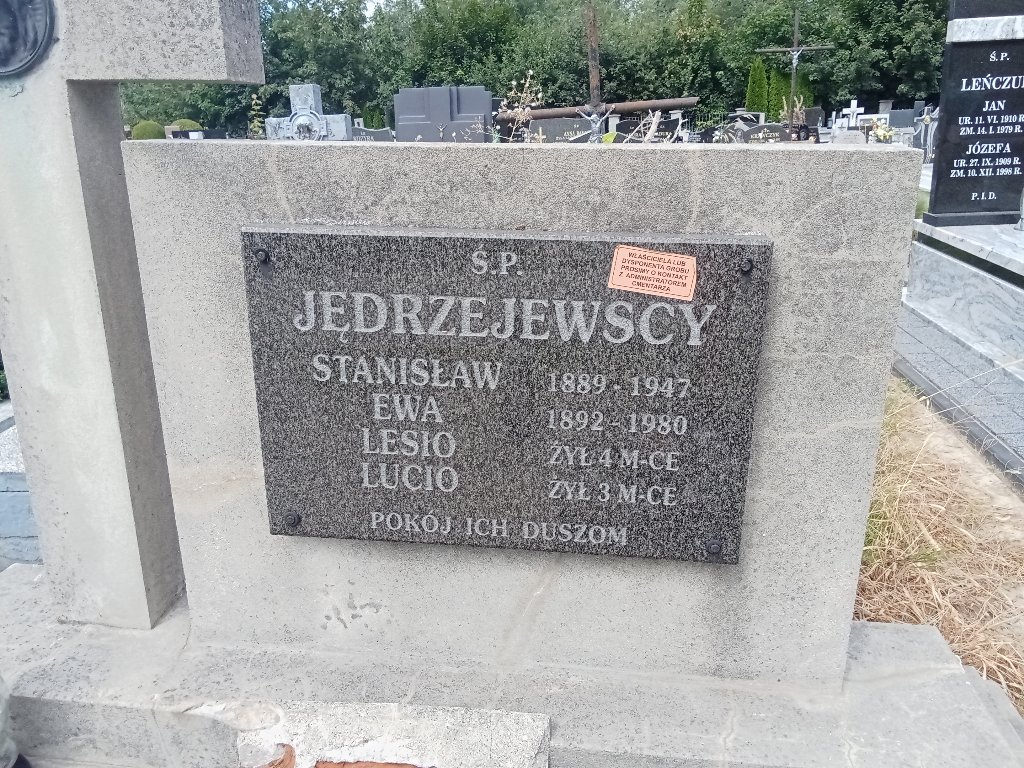 Ś.P.
JĘDRZEJEWSCY
STANISŁAW 1889 - 1947
EWA 1892 - 1980
LESIO ŻYŁ 4 M-CE
LUCIO ŻYŁ 3 M-CE
POKÓJ ICH DUSZOM
WŁAŚCICIELA LUB
DYSPONENTA GROBU
PROSIMY O KONTAKT
Z ADMINISTRATOREM
CMENTARZA
Ś.P.
JAN
UR. 11. VI. 1910 R.
ZM. 14. I. 1979 R.
JÓZEFA
UR. 27. IX. 1909 R.
ZM. 10. XII. 1998 R.
P.I.D.